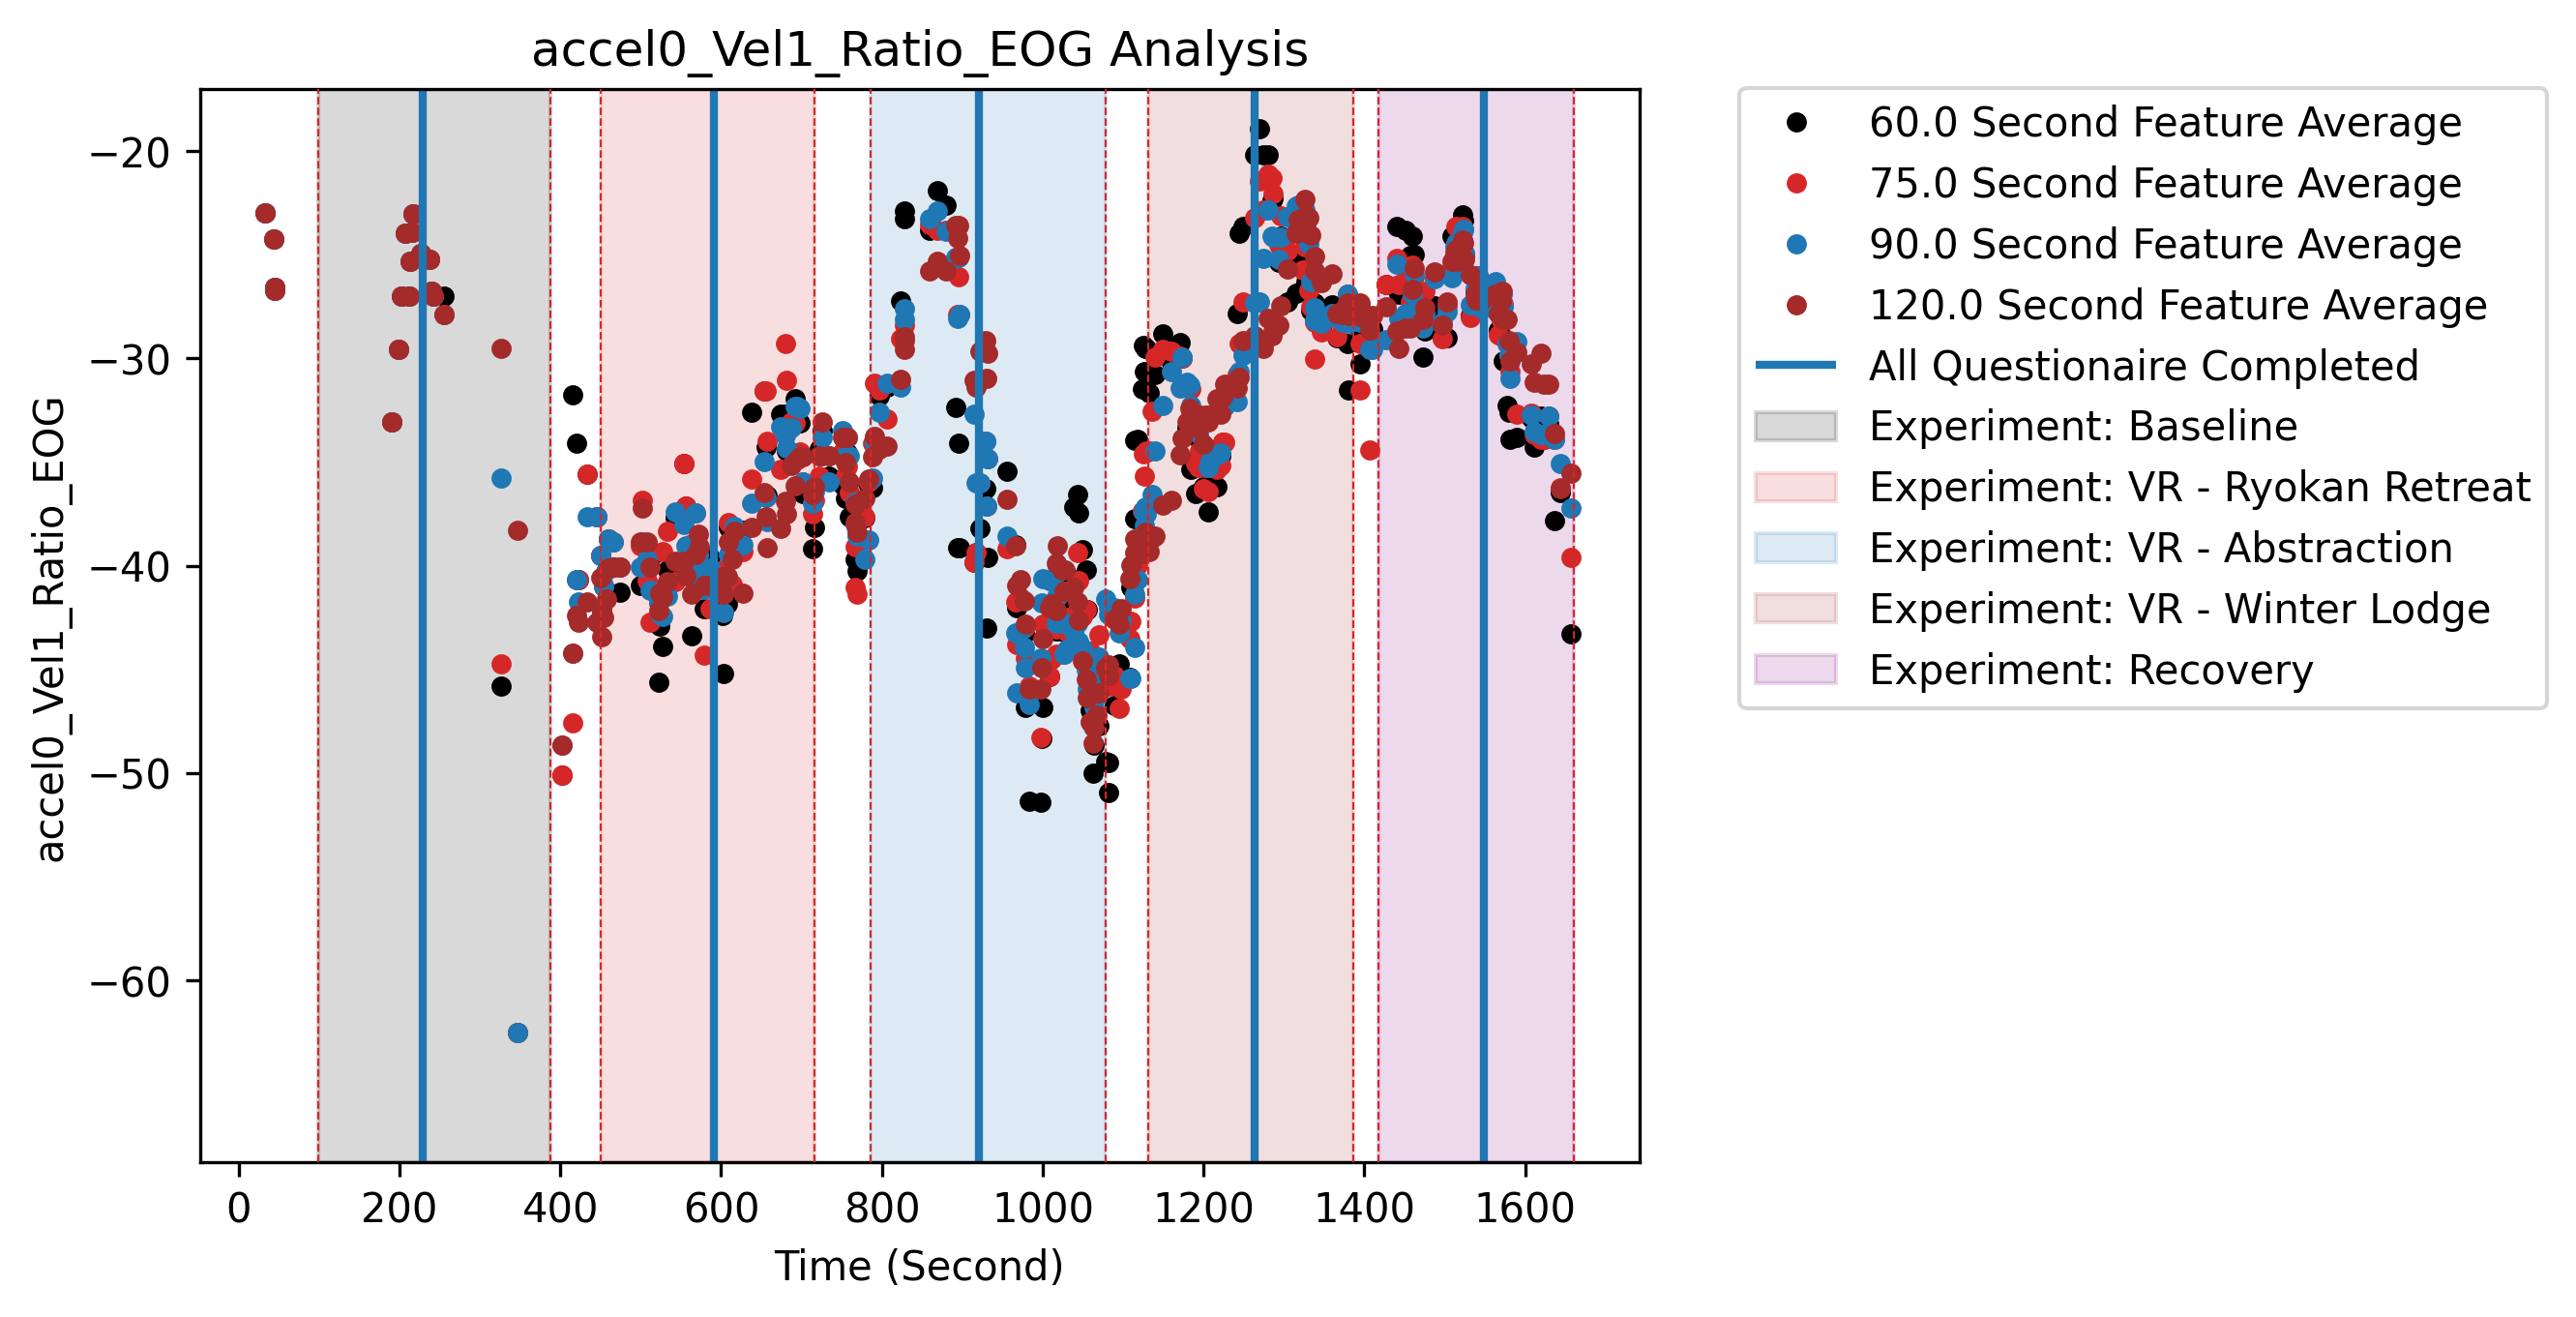 accel0_Vel1_Ratio_EOG Analysis
accel0_Vel1_Ratio_EOG
−20
−30
−40
−50
−60
0 200 400 600 800 1000 1200 1400 1600
Time (Second)
60.0 Second Feature Average
75.0 Second Feature Average
90.0 Second Feature Average
120.0 Second Feature Average
All Questionaire Completed
Experiment: Baseline
Experiment: VR - Ryokan Retreat
Experiment: VR - Abstraction
Experiment: VR - Winter Lodge
Experiment: Recovery